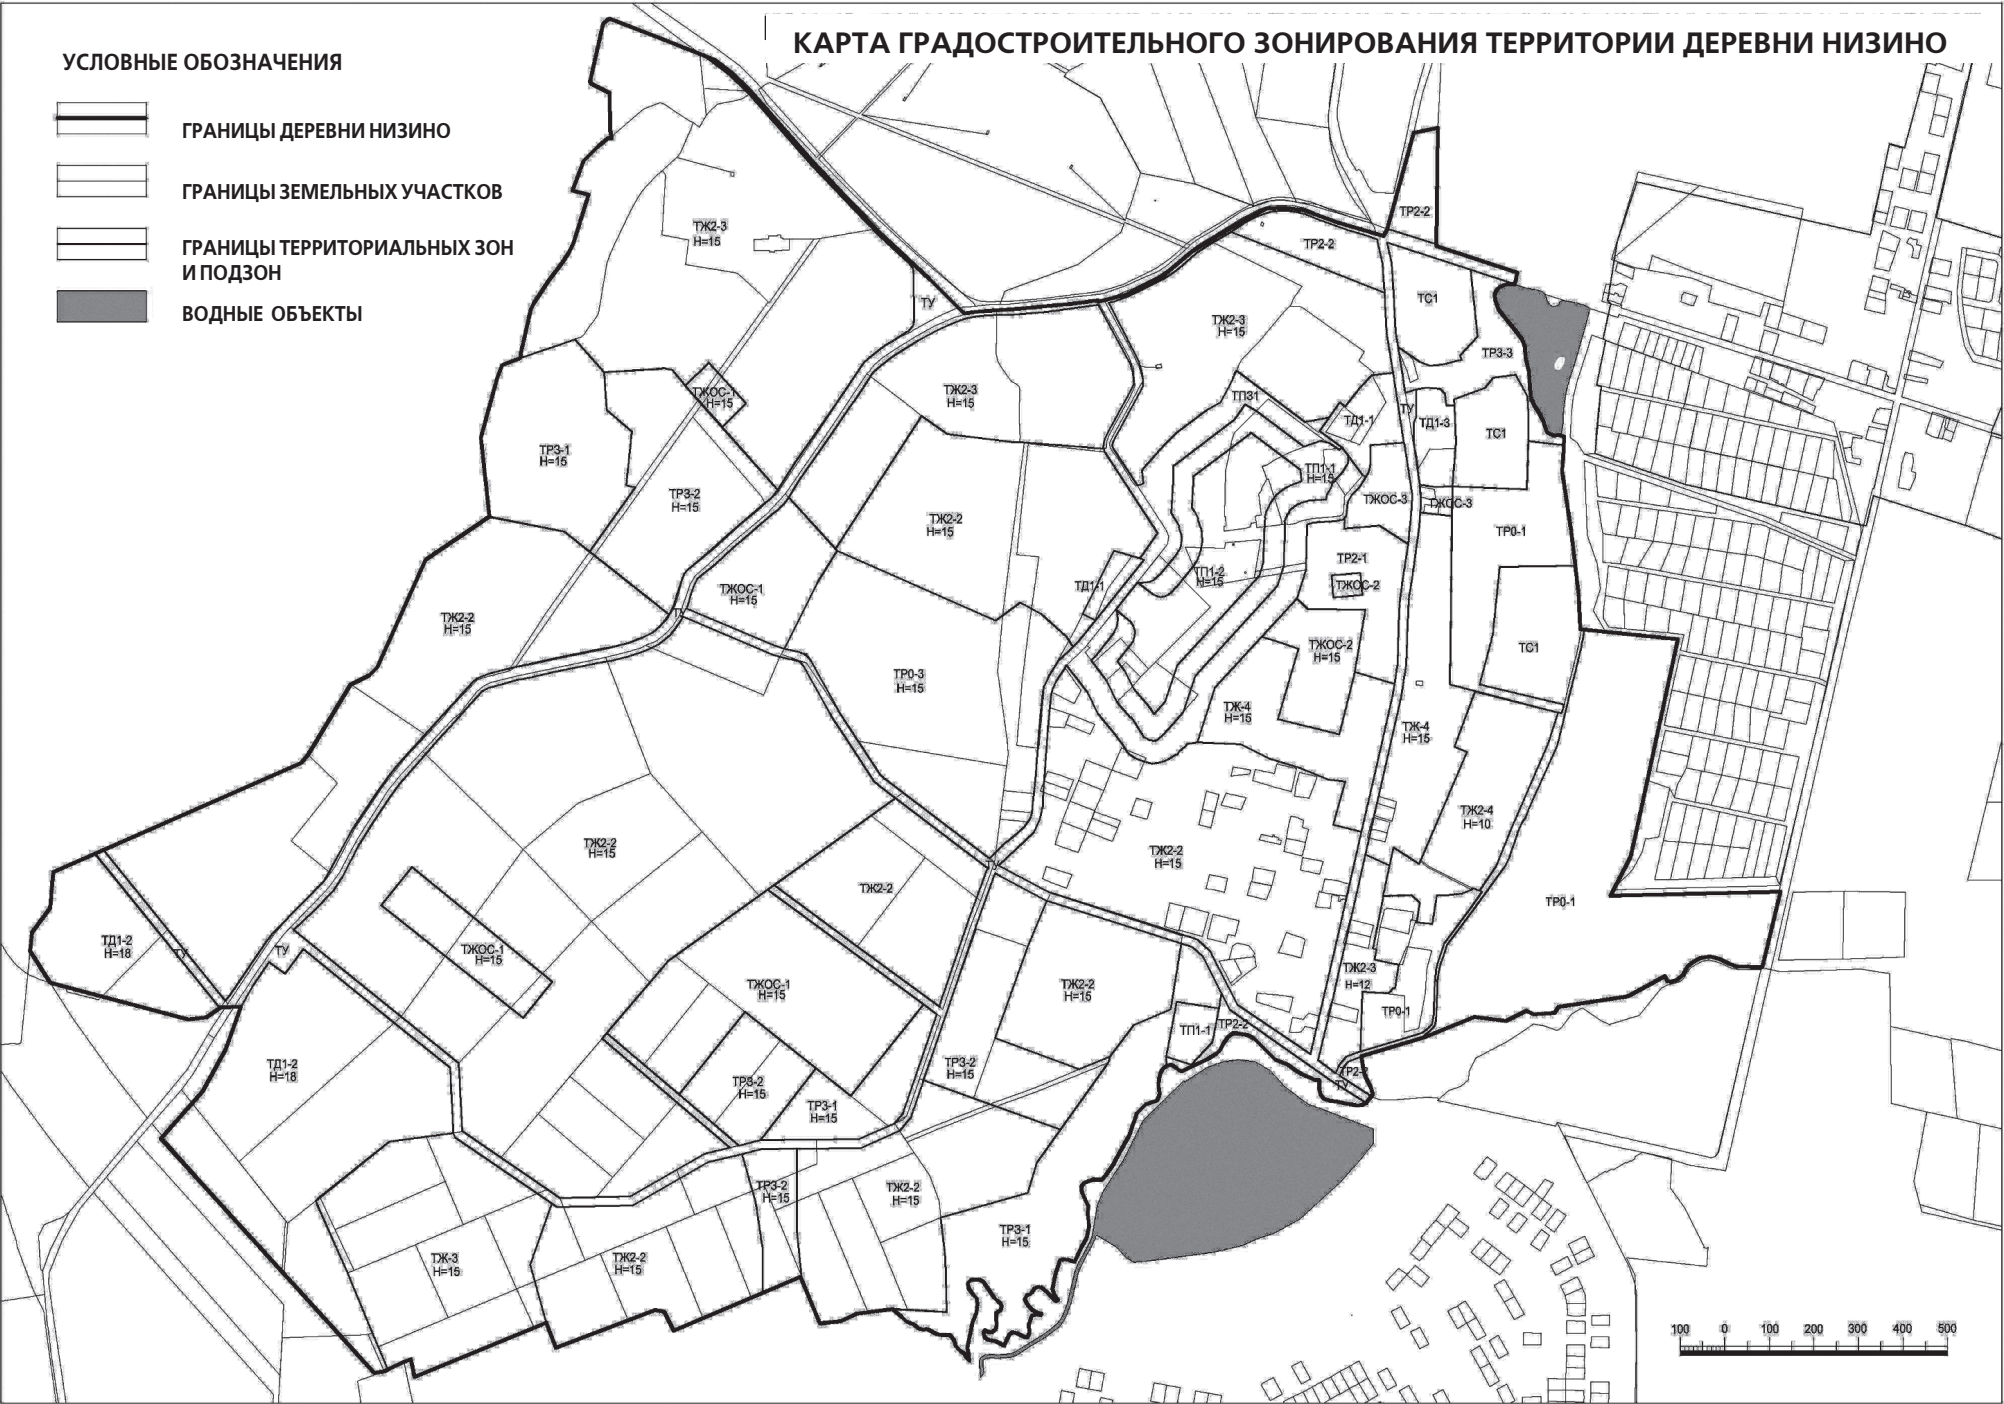 КАРТА ГРАДОСТРОИТЕЛЬНОГО ЗОНИРОВАНИЯ ТЕРРИТОРИИ ДЕРЕВНИ НИЗИНО
УСЛОВНЫЕ ОБОЗНАЧЕНИЯ
ГРАНИЦЫ ДЕРЕВНИ НИЗИНО
ГРАНИЦЫ ЗЕМЕЛЬНЫХ УЧАСТКОВ
ГРАНИЦЫ ТЕРРИТОРИАЛЬНЫХ ЗОН
И ПОДЗОН
ВОДНЫЕ ОБЪЕКТЫ
ТР2-2
ТЖ2-3
Н=15
ТР2-2
ТС1
ТУ
ТЖ2-3
Н=15
ТР3-3
ТЖОС-1
Н=15
ТЖ2-3
Н=15
ТПЗ1
ТУ
ТД1-1
ТД1-3
ТС1
ТР3-1
Н=15
ТП1-1
Н=15
ТР3-2
Н=15
ТЖОС-3
ТЖОС-3
ТЖ2-2
Н=15
ТР0-1
ТР2-1
ТП1-2
Н=15
ТЖОС-2
ТД1-1
ТЖОС-1
Н=15
ТЖ2-2
Н=15
ТЖОС-2
Н=15
ТС1
ТР0-3
Н=15
ТЖ-4
Н=15
ТЖ-4
Н=15
ТЖ2-4
Н=10
ТЖ2-2
Н=15
ТЖ2-2
Н=15
ТЖ2-2
ТР0-1
ТД1-2
Н=18
ТУ
ТУ
ТЖОС-1
Н=15
ТЖ2-3
Н=12
ТЖОС-1
Н=15
ТЖ2-2
Н=15
ТР0-1
ТП1-1
ТР2-2
ТД1-2
Н=18
ТР3-2
Н=15
ТР3-2
Н=15
ТУ
ТР3-1
Н=15
ТР3-2
Н=15
ТЖ2-2
Н=15
ТР3-1
Н=15
ТЖ-3
Н=15
ТЖ2-2
Н=15
100 0 100 200 300 400 500